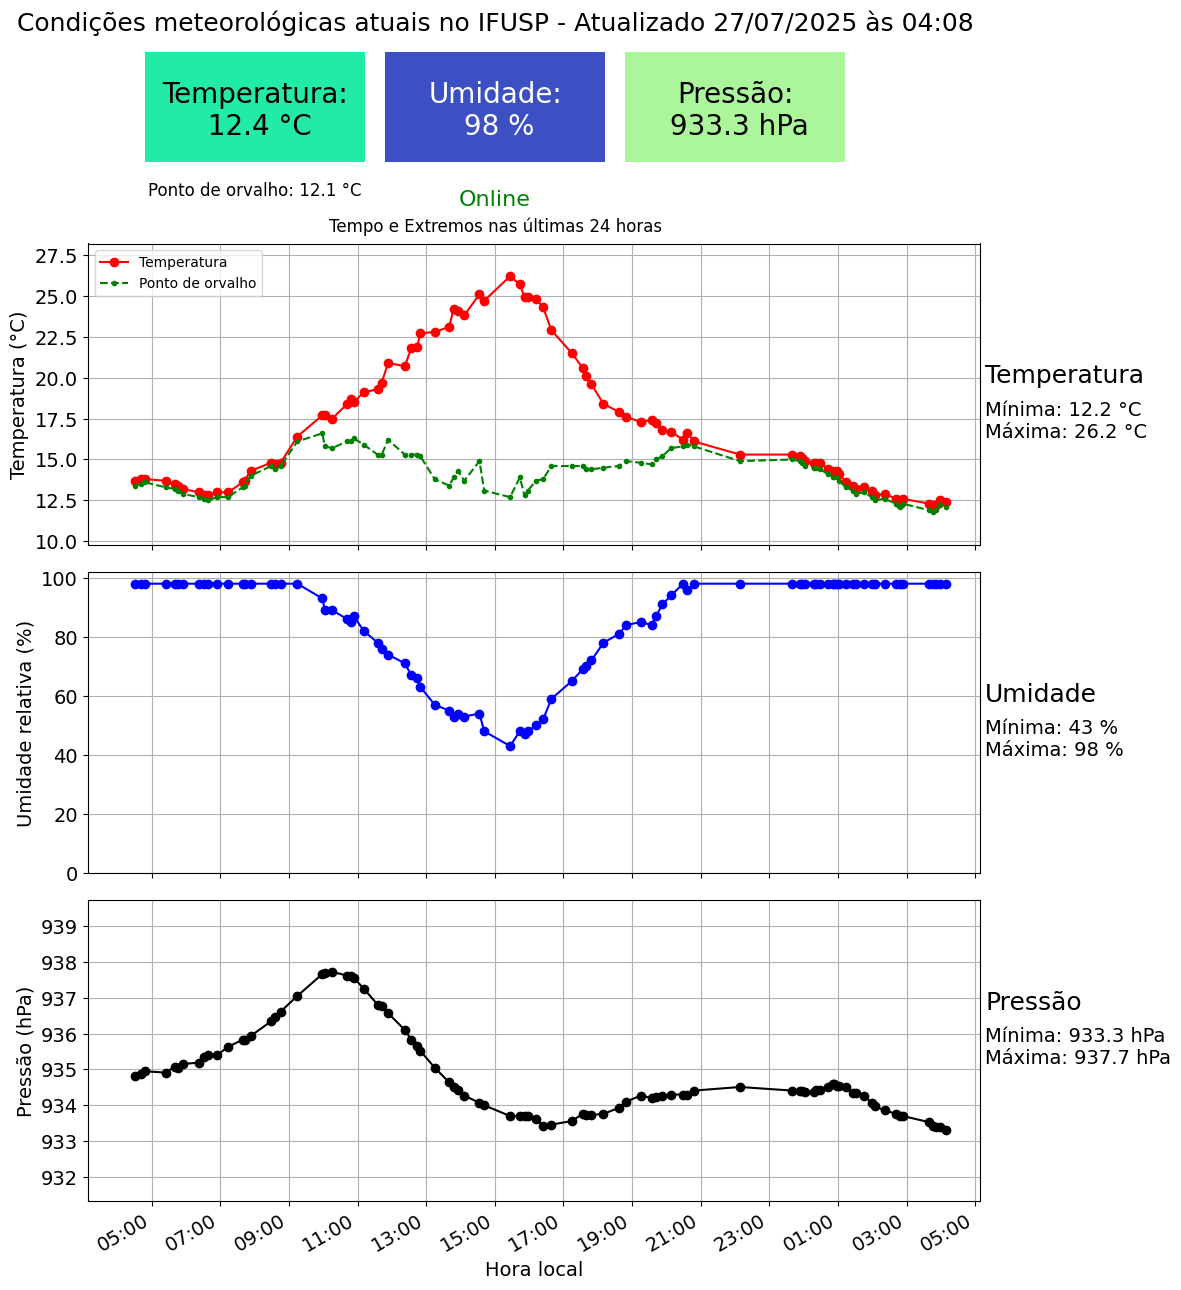 Condições meteorológicas atuais no IFUSP - Atualizado 27/07/2025 às 04:08
Temperatura:
12.4 °C
Umidade:
98 %
Pressão:
933.3 hPa
Ponto de orvalho: 12.1 °C
Online
Tempo e Extremos nas últimas 24 horas
Temperatura (°C)
27.5
25.0
22.5
20.0
17.5
15.0
12.5
10.0
Temperatura
Ponto de orvalho
Temperatura
Mínima: 12.2 °C
Máxima: 26.2 °C
Umidade relativa (%)
100
80
60
40
20
0
Umidade
Mínima: 43 %
Máxima: 98 %
Pressão (hPa)
939
938
937
936
935
934
933
932
Pressão
Mínima: 933.3 hPa
Máxima: 937.7 hPa
05:00 07:00 09:00 11:00 13:00 15:00 17:00 19:00 21:00 23:00 01:00 03:00 05:00
Hora local